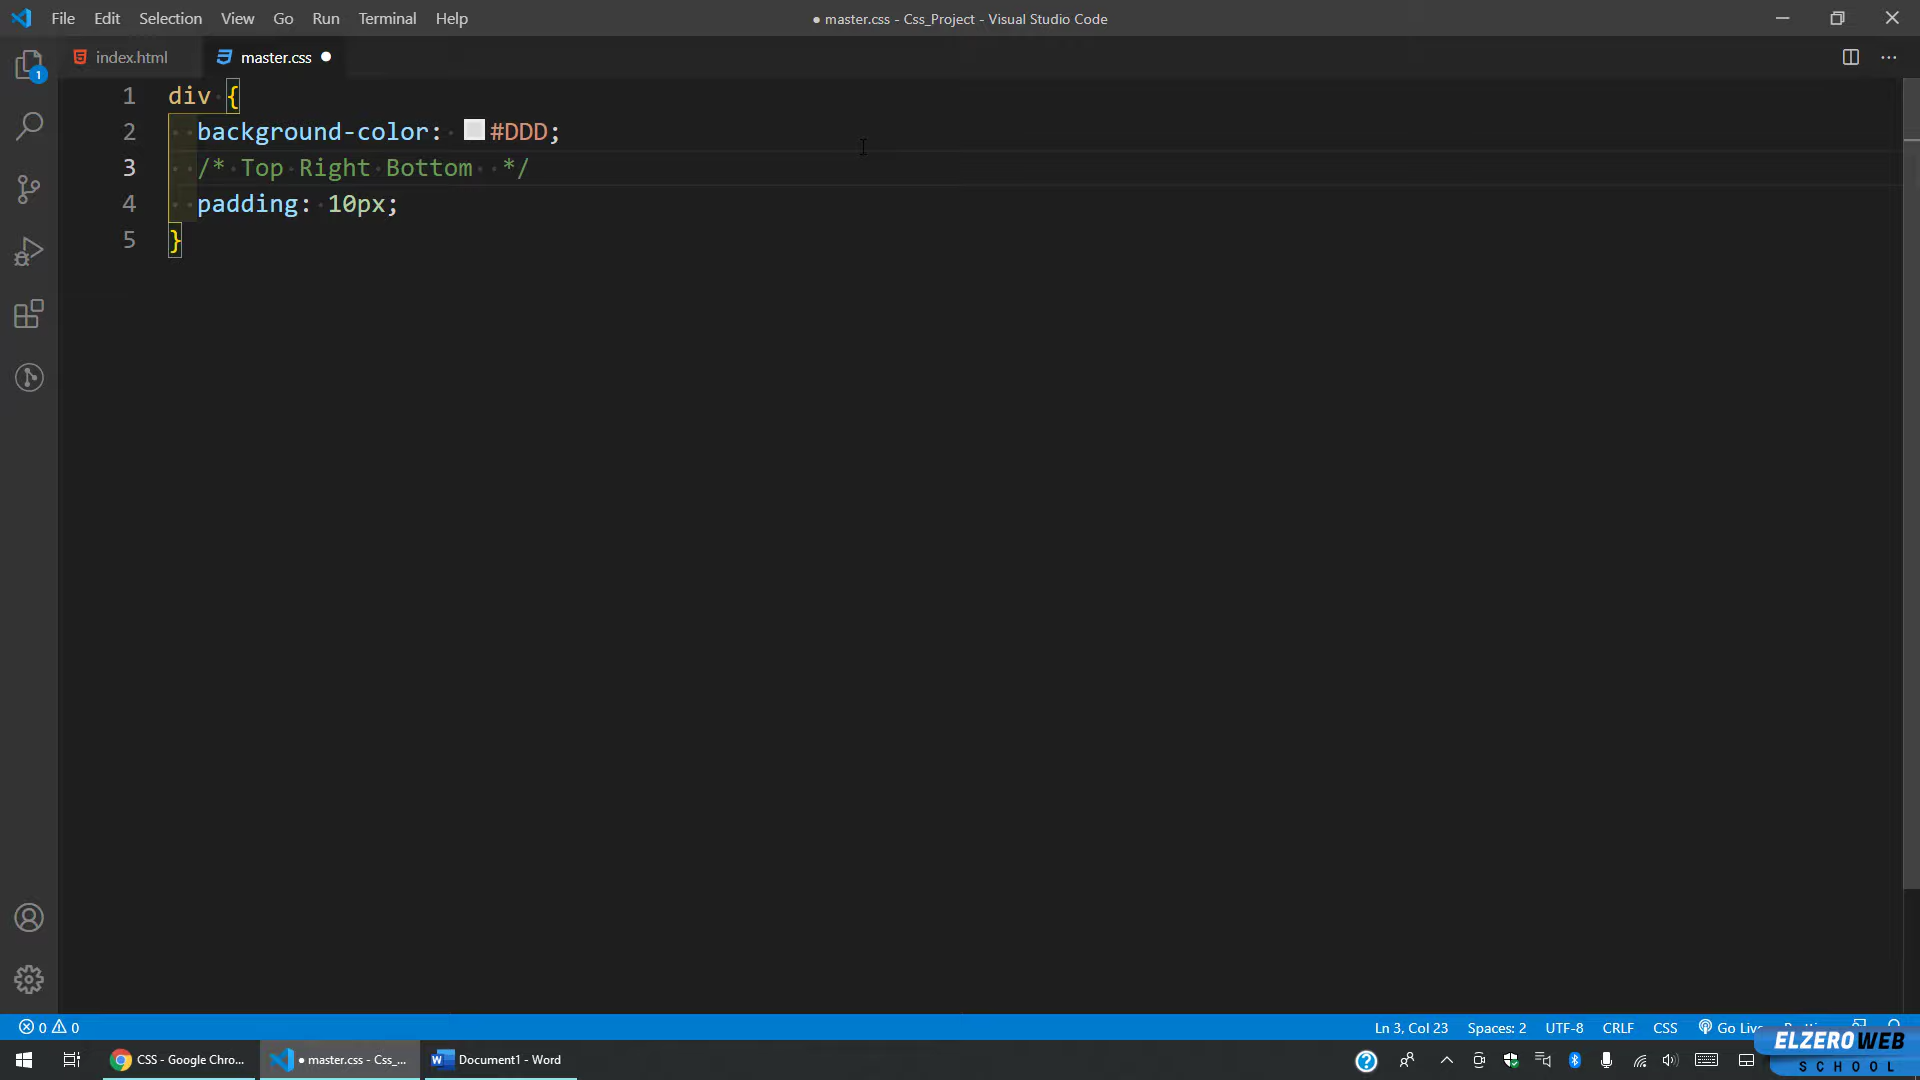 File Edit Selection View Go Run Terminal Help
● master.css - Css_Project - Visual Studio Code
index.html
master.css ●
1
1 div {
2 background-color: #DDD;
3 /* Top Right Bottom  */
4 padding: 10px;
5 }
0 0
Ln 3, Col 23 Spaces: 2 UTF-8 CRLF CSS Go Live
CSS - Google Chro...
● master.css - Css_...
Document1 - Word
ELZEROWEB
SCHOOL